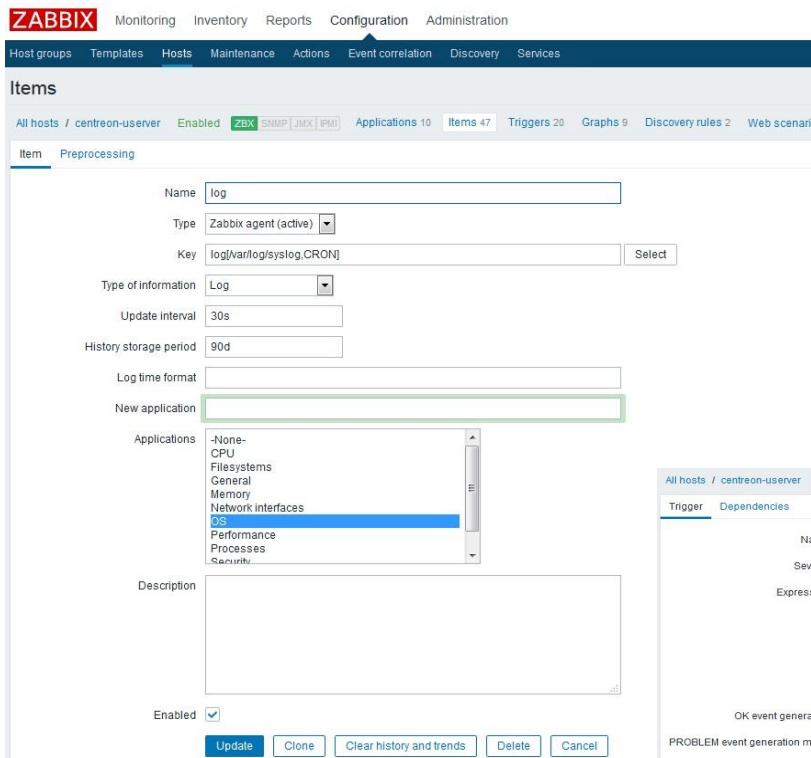 ZABBIX Monitoring Inventory Reports Configuration Administration
Host groups Templates Hosts Maintenance Actions Event correlation Discovery Services
Items
All hosts / centreon-userver Enabled ZBX SNMP JMX IPMI Applications 10 Items 47 Triggers 20 Graphs 9 Discovery rules 2 Web scenari
Item Preprocessing
Name log
Type Zabbix agent (active)
Key log[/var/log/syslog,CRON] Select
Type of information Log
Update interval 30s
History storage period 90d
Log time format
New application
Applications -None-
CPU
Filesystems
General
Memory
Network interfaces
OS
Performance
Processes
Security
Description
Enabled
Update Clone Clear history and trends Delete Cancel
All hosts / centreon-userver
Trigger Dependencies
Na
Sev
Express
OK event genera
PROBLEM event generation m